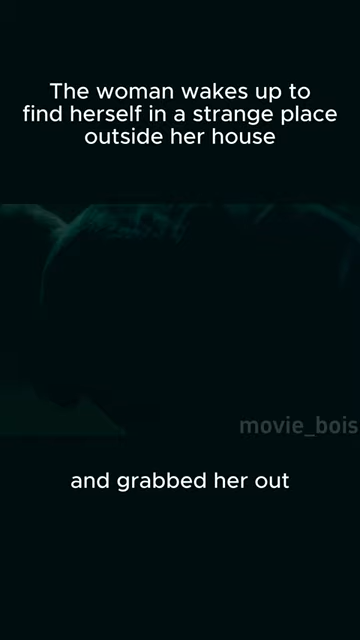 The woman wakes up to
find herself in a strange place
outside her house
movie_bois
and grabbed her out